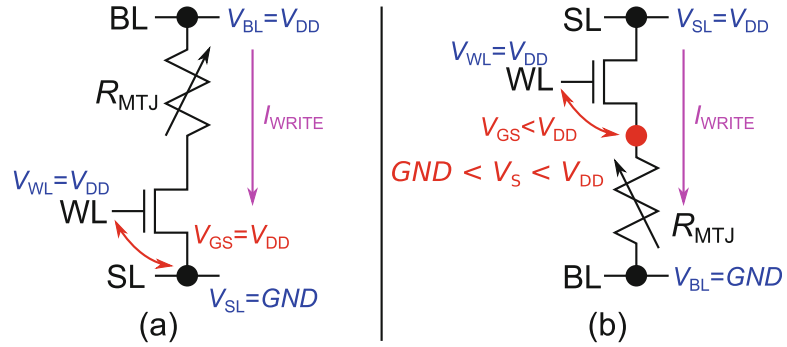 BL V_BL=V_DD
R_MTJ
I_WRITE
V_WL=V_DD
WL
V_GS=V_DD
SL
V_SL=GND
(a)
SL V_SL=V_DD
V_WL=V_DD
WL
V_GS<V_DD
I_WRITE
GND < V_S < V_DD
R_MTJ
BL V_BL=GND
(b)